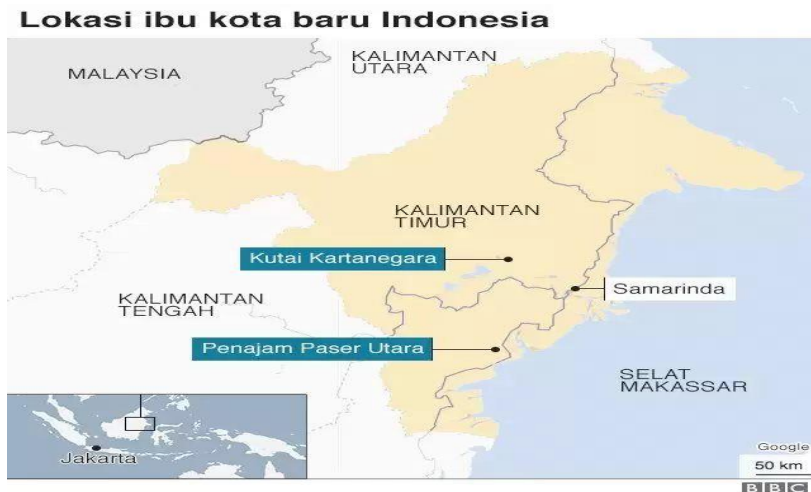 Lokasi ibu kota baru Indonesia
MALAYSIA
KALIMANTAN
UTARA
KALIMANTAN
TIMUR
Kutai Kartanegara
Samarinda
KALIMANTAN
TENGAH
Penajam Paser Utara
SELAT
MAKASSAR
Jakarta
Google
50 km
BBC